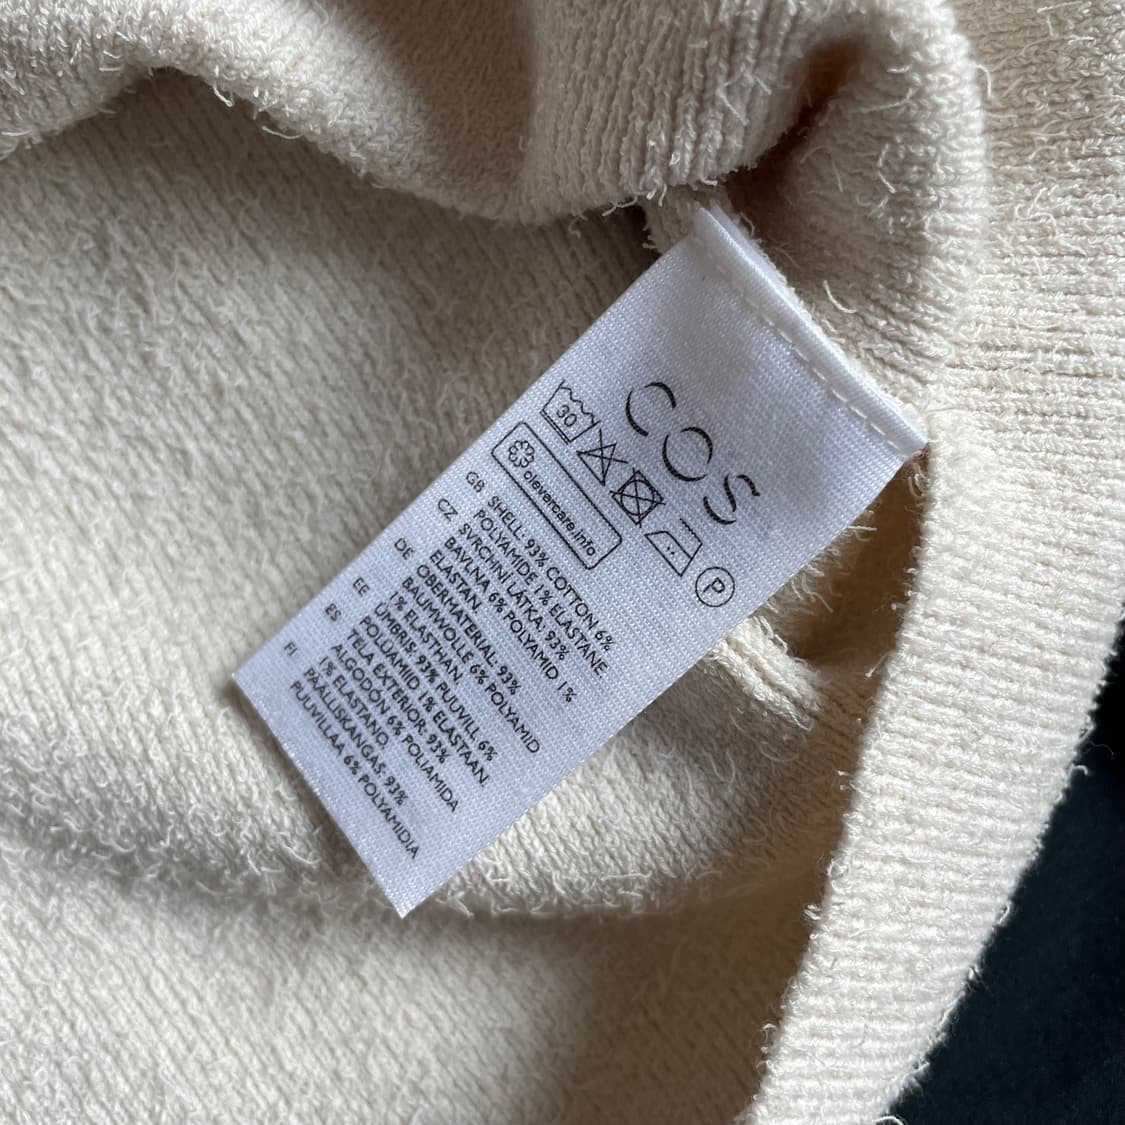 COS
30
P
clevercare.info
GB SHELL: 93% COTTON 6%
POLYAMIDE 1% ELASTANE
CZ SVRCHNÍ LÁTKA: 93%
BAVLNA 6% POLYAMID 1%
ELASTAN.
DE OBERMATERIAL: 93%
BAUMWOLLE 6% POLYAMID
1% ELASTHAN.
EE ÜMBRIS: 93% PUUVILL 6%
POLÜAMIID 1% ELASTAAN.
ES TELA EXTERIOR: 93%
ALGODÓN 6% POLIAMIDA
1% ELASTANO.
FI PÄÄLLISKANGAS: 93%
PUUVILLAA 6% POLYAMIDIA